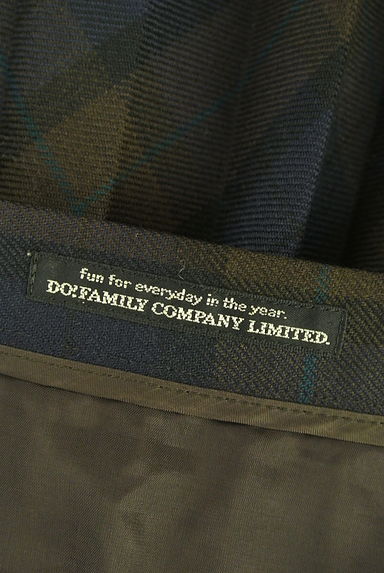 fun for everyday in the year.
DO!FAMILY COMPANY LIMITED.